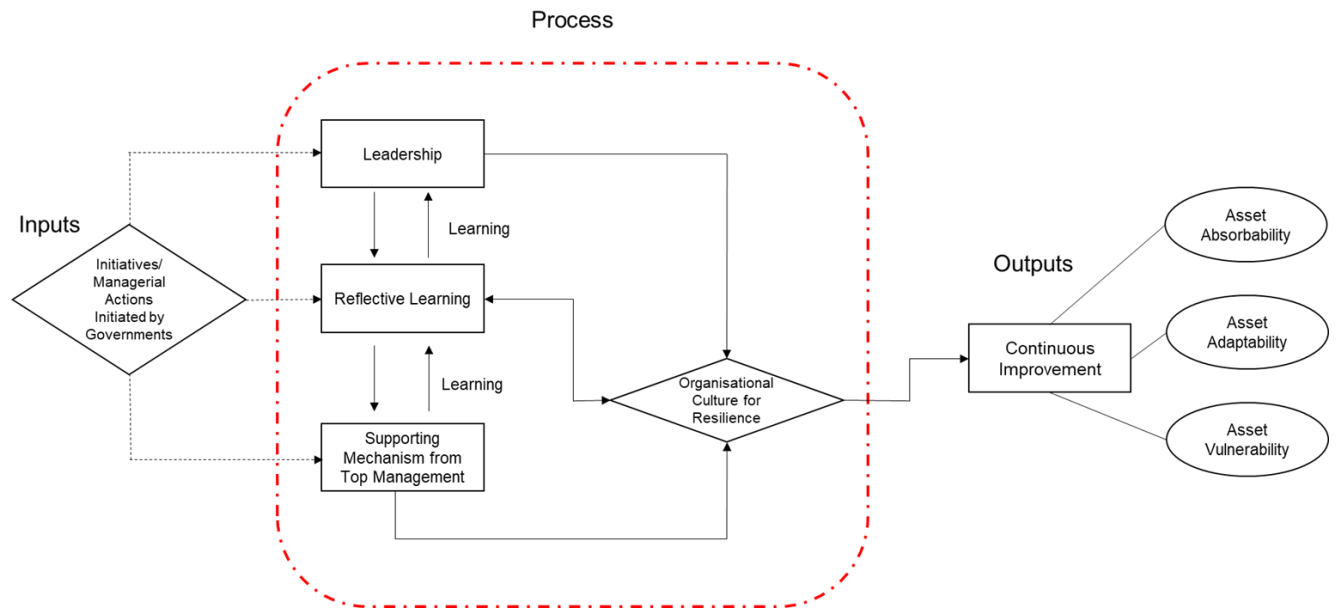 Process
Leadership
Learning
Inputs
Initiatives/
Managerial
Actions
Initiated by
Governments
Reflective Learning
Learning
Supporting
Mechanism from
Top Management
Organisational
Culture for
Resilience
Outputs
Continuous
Improvement
Asset
Absorbability
Asset
Adaptability
Asset
Vulnerability